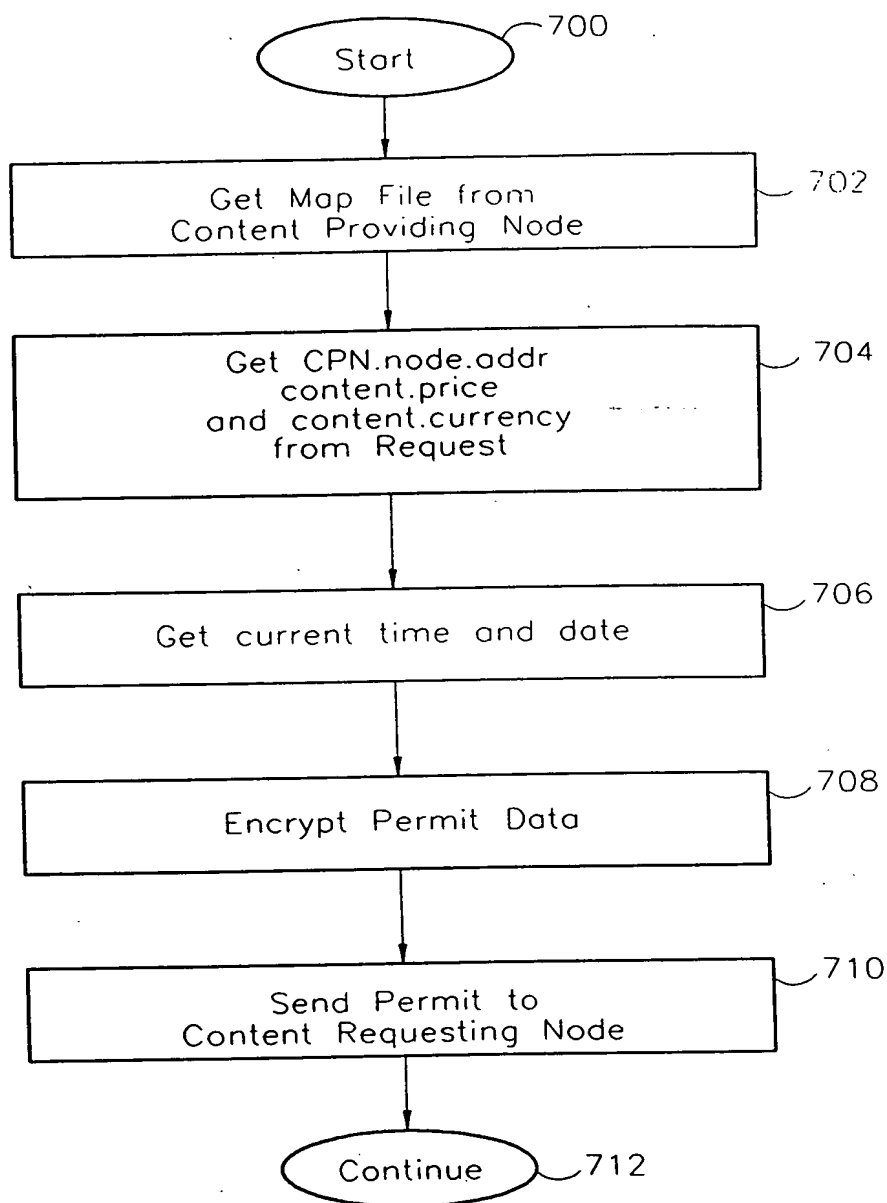 Start
700
Get Map File from
Content Providing Node
702
Get CPN.node.addr
content.price
and content.currency
from Request
704
Get current time and date
706
Encrypt Permit Data
708
Send Permit to
Content Requesting Node
710
Continue
712